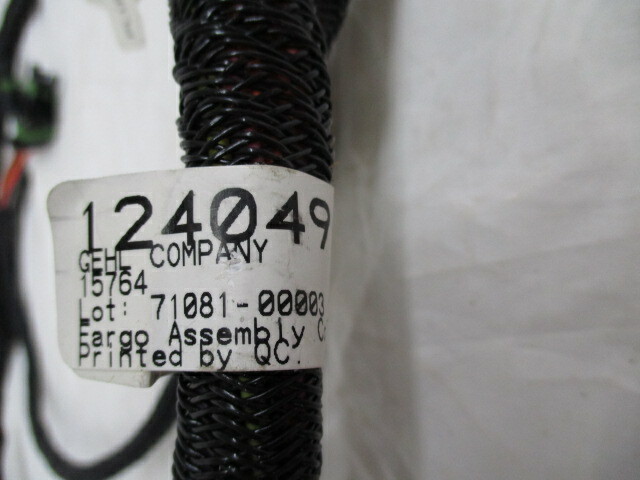 124049
GEHL COMPANY
15764
Lot: 71081-00003
Fargo Assembly
Printed by QC.